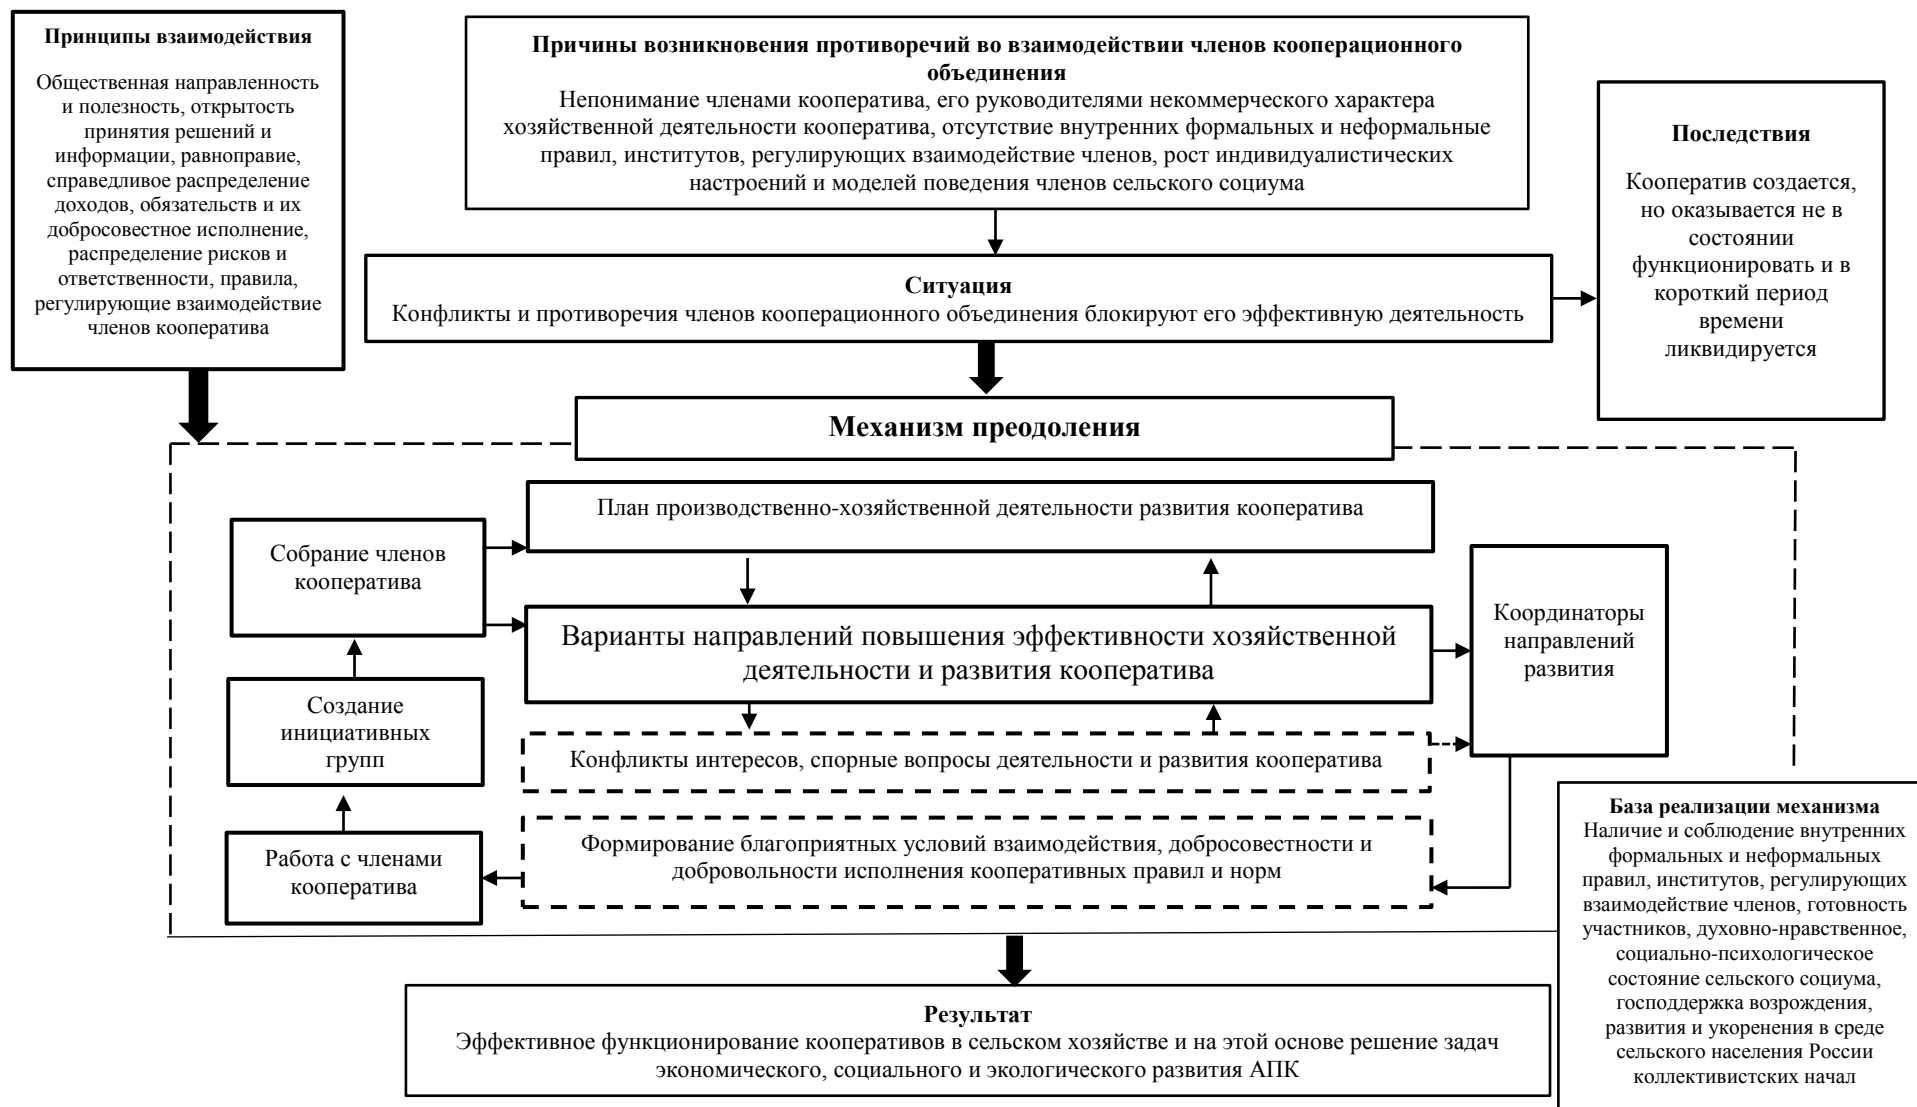 Принципы взаимодействия
Общественная направленность
и полезность, открытость
принятия решений и
информации, равноправие,
справедливое распределение
доходов, обязательств и их
добросовестное исполнение,
распределение рисков и
ответственности, правила,
регулирующие взаимодействие
членов кооператива
Причины возникновения противоречий во взаимодействии членов кооперационного
объединения
Непонимание членами кооператива, его руководителями некоммерческого характера
хозяйственной деятельности кооператива, отсутствие внутренних формальных и неформальные
правил, институтов, регулирующих взаимодействие членов, рост индивидуалистических
настроений и моделей поведения членов сельского социума
Последствия
Кооператив создается,
но оказывается не в
состоянии
функционировать и в
короткий период
времени
ликвидируется
Ситуация
Конфликты и противоречия членов кооперационного объединения блокируют его эффективную деятельность
Механизм преодоления
План производственно-хозяйственной деятельности развития кооператива
Собрание членов
кооператива
Варианты направлений повышения эффективности хозяйственной
деятельности и развития кооператива
Координаторы
направлений
развития
Создание
инициативных
групп
Конфликты интересов, спорные вопросы деятельности и развития кооператива
Работа с членами
кооператива
Формирование благоприятных условий взаимодействия, добросовестности и
добровольности исполнения кооперативных правил и норм
База реализации механизма
Наличие и соблюдение внутренних
формальных и неформальных
правил, институтов, регулирующих
взаимодействие членов, готовность
участников, духовно-нравственное,
социально-психологическое
состояние сельского социума,
господдержка возрождения,
развития и укоренения в среде
сельского населения России
коллективистских начал
Результат
Эффективное функционирование кооперативов в сельском хозяйстве и на этой основе решение задач
экономического, социального и экологического развития АПК